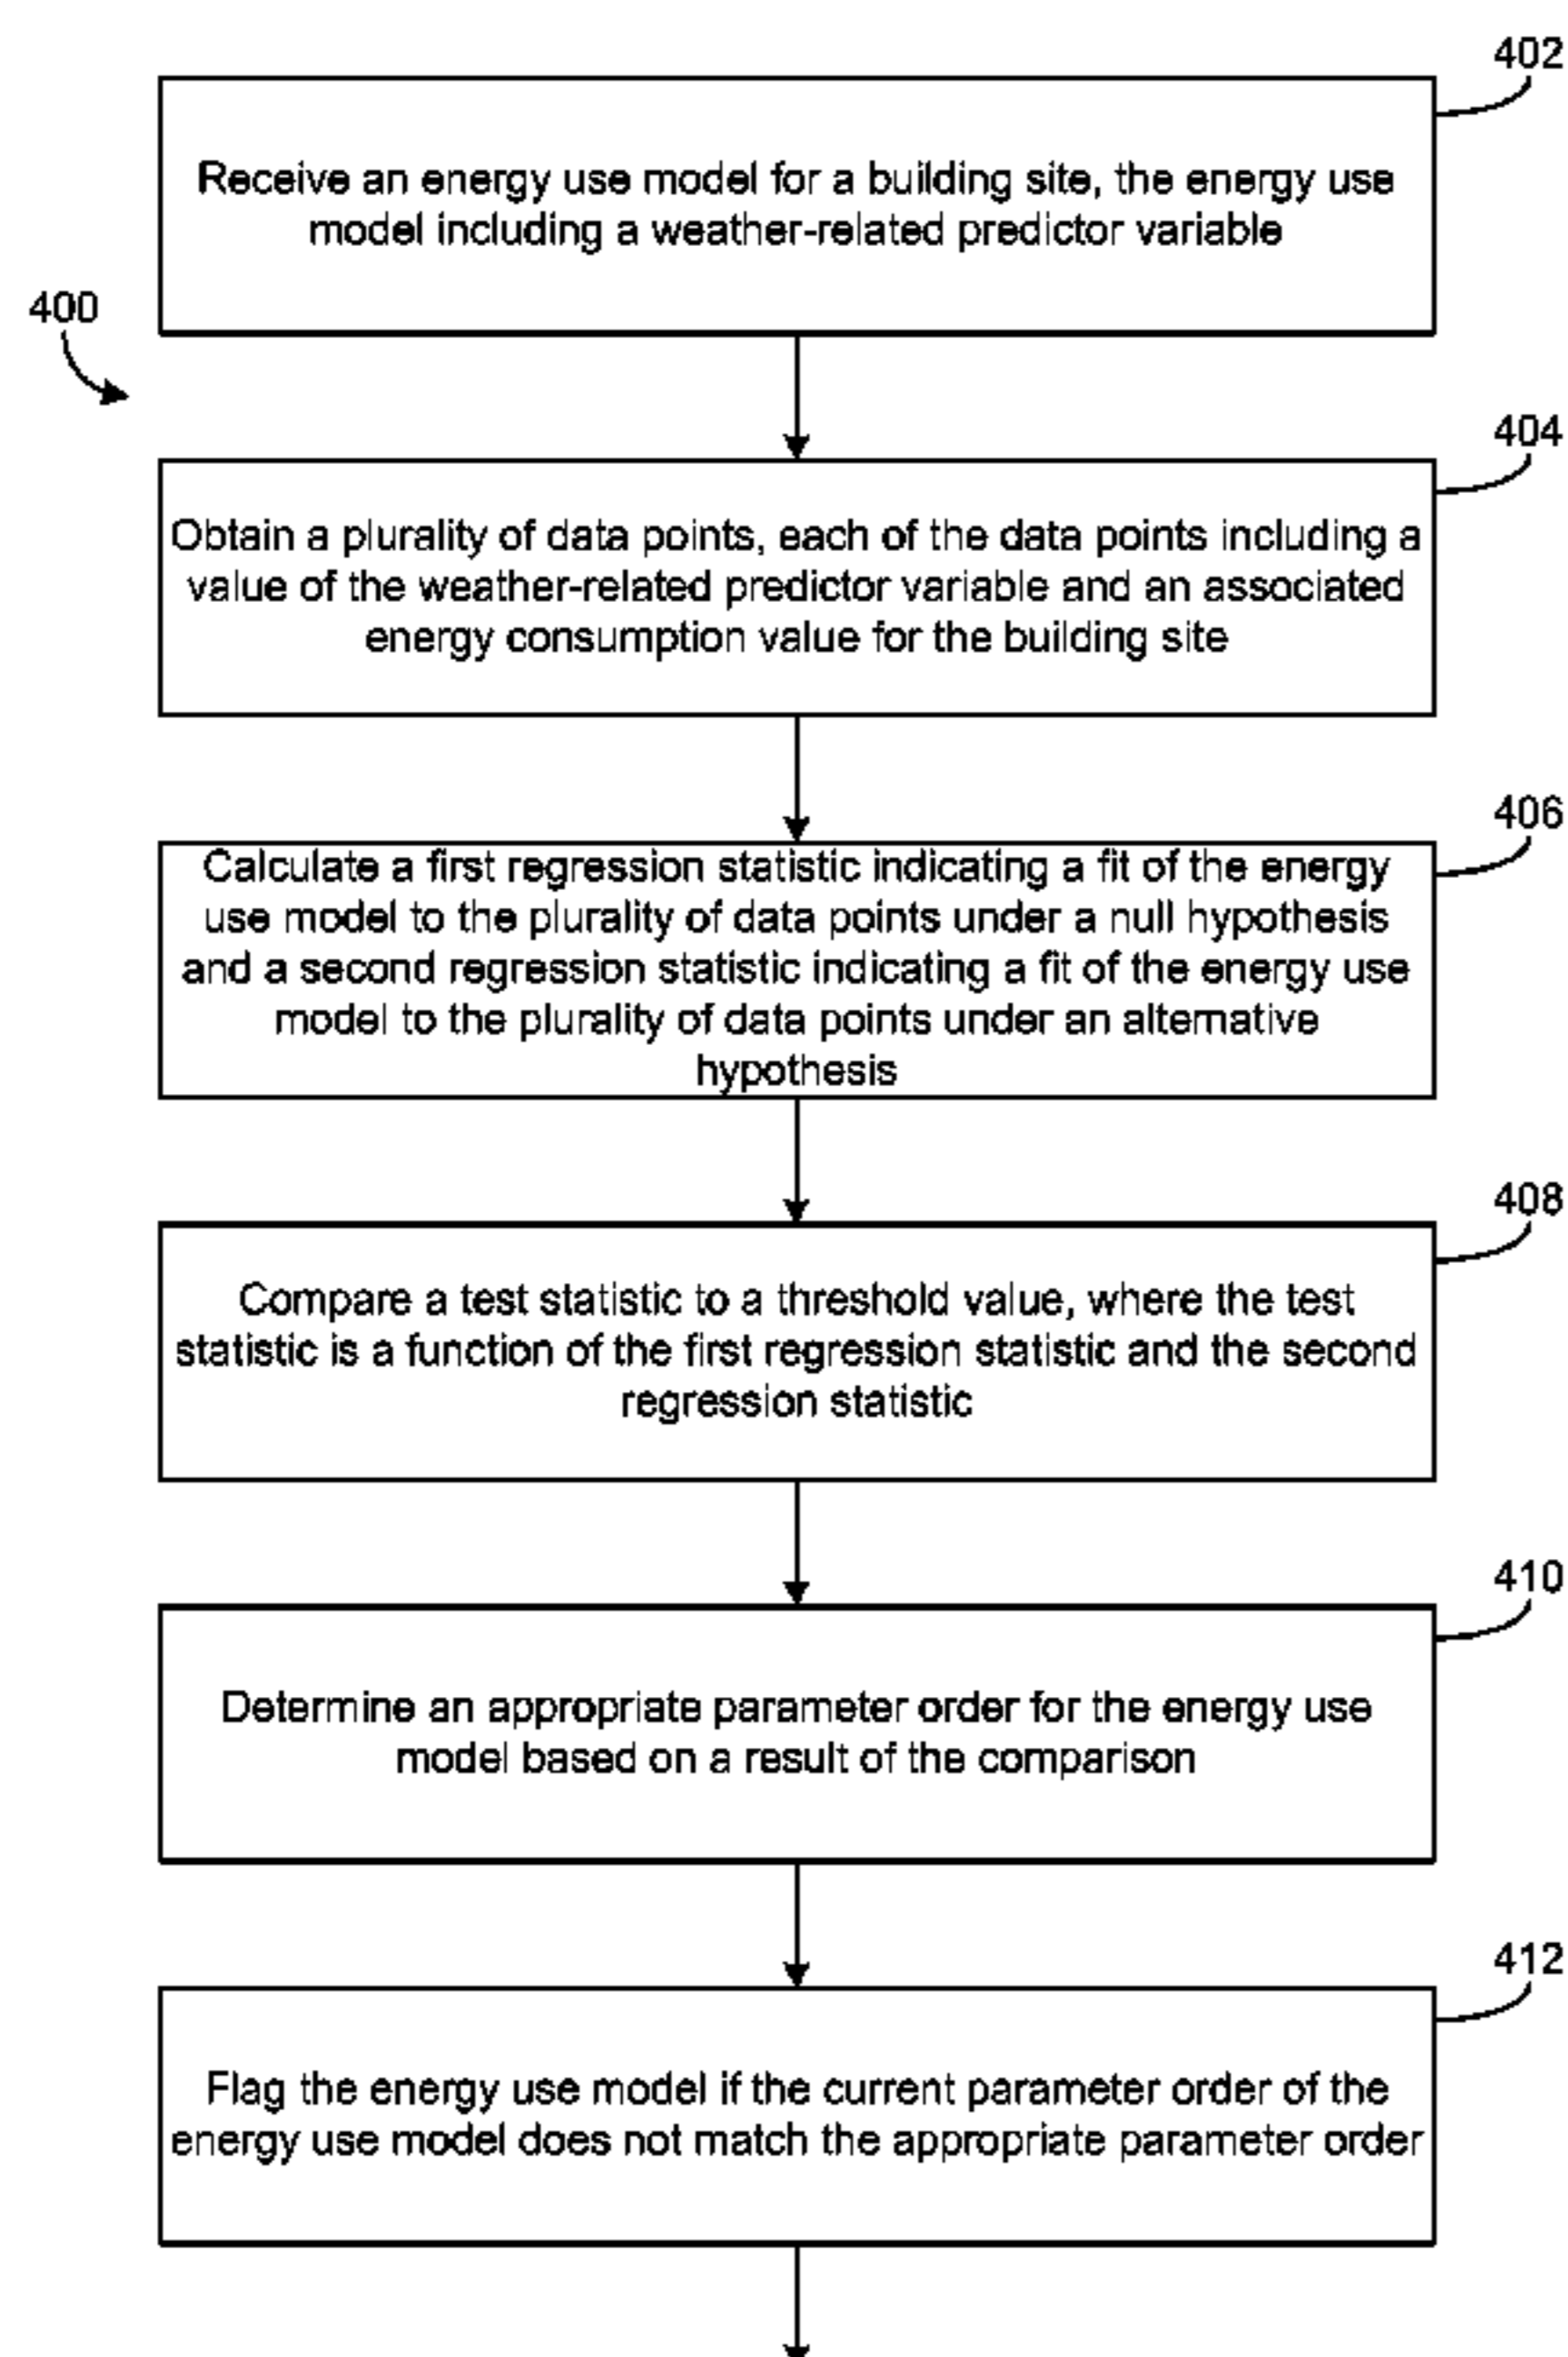 402
Receive an energy use model for a building site, the energy use
model including a weather-related predictor variable
400
404
Obtain a plurality of data points, each of the data points including a
value of the weather-related predictor variable and an associated
energy consumption value for the building site
406
Calculate a first regression statistic indicating a fit of the energy
use model to the plurality of data points under a null hypothesis
and a second regression statistic indicating a fit of the energy use
model to the plurality of data points under an alternative
hypothesis
408
Compare a test statistic to a threshold value, where the test
statistic is a function of the first regression statistic and the second
regression statistic
410
Determine an appropriate parameter order for the energy use
model based on a result of the comparison
412
Flag the energy use model if the current parameter order of the
energy use model does not match the appropriate parameter order